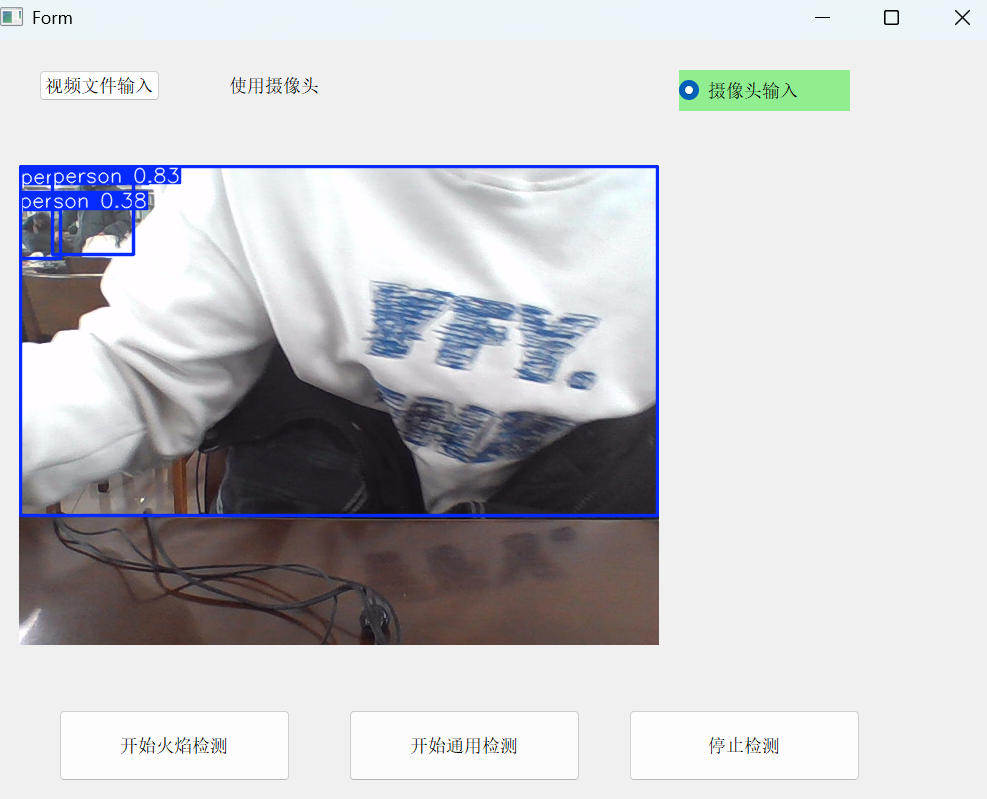 Form
视频文件输入
使用摄像头
摄像头输入
per
person 0.83
person 0.38
YFY.
开始火焰检测
开始通用检测
停止检测